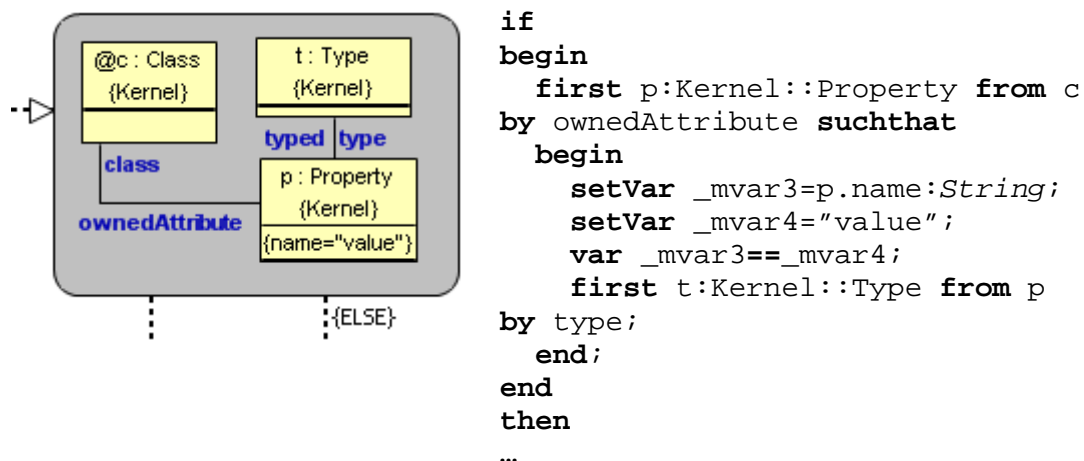 @c : Class
{Kernel}
t : Type
{Kernel}
typed
type
class
ownedAttribute
p : Property
{Kernel}
{name="value"}
{ELSE}
if
begin
first p:Kernel::Property from c
by ownedAttribute suchthat
begin
setVar _mvar3=p.name:String;
setVar _mvar4=”value”;
var _mvar3==_mvar4;
first t:Kernel::Type from p
by type;
end;
end
then
…